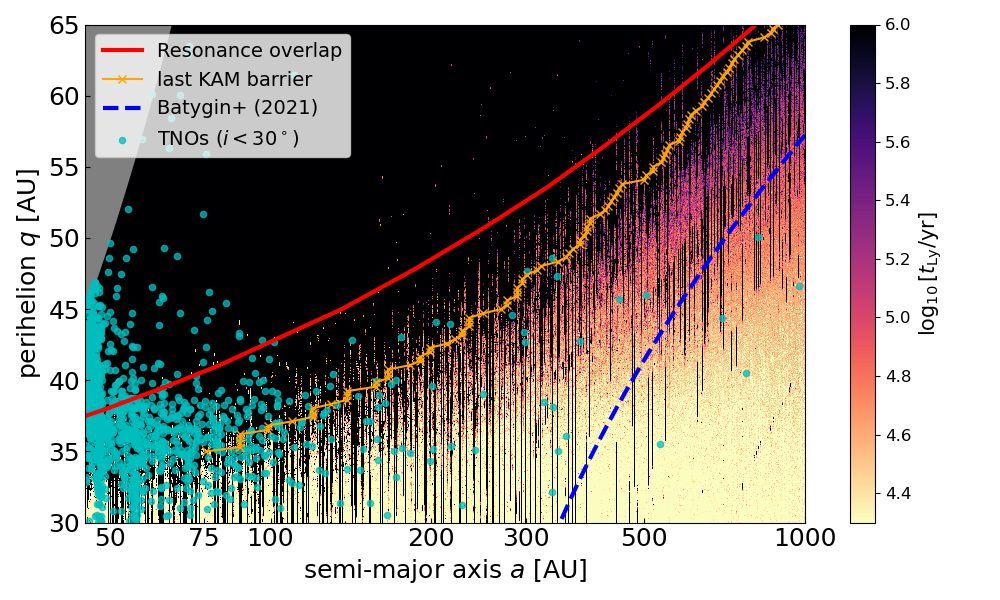 65
60
55
50
45
40
35
30
perihelion q [AU]
Resonance overlap
last KAM barrier
Batygin+ (2021)
TNOs (i < 30°)
50 75 100 200 300 500 1000
semi-major axis a [AU]
6.0
5.8
5.6
5.4
5.2
5.0
4.8
4.6
4.4
log₁₀ [t_Ly/yr]